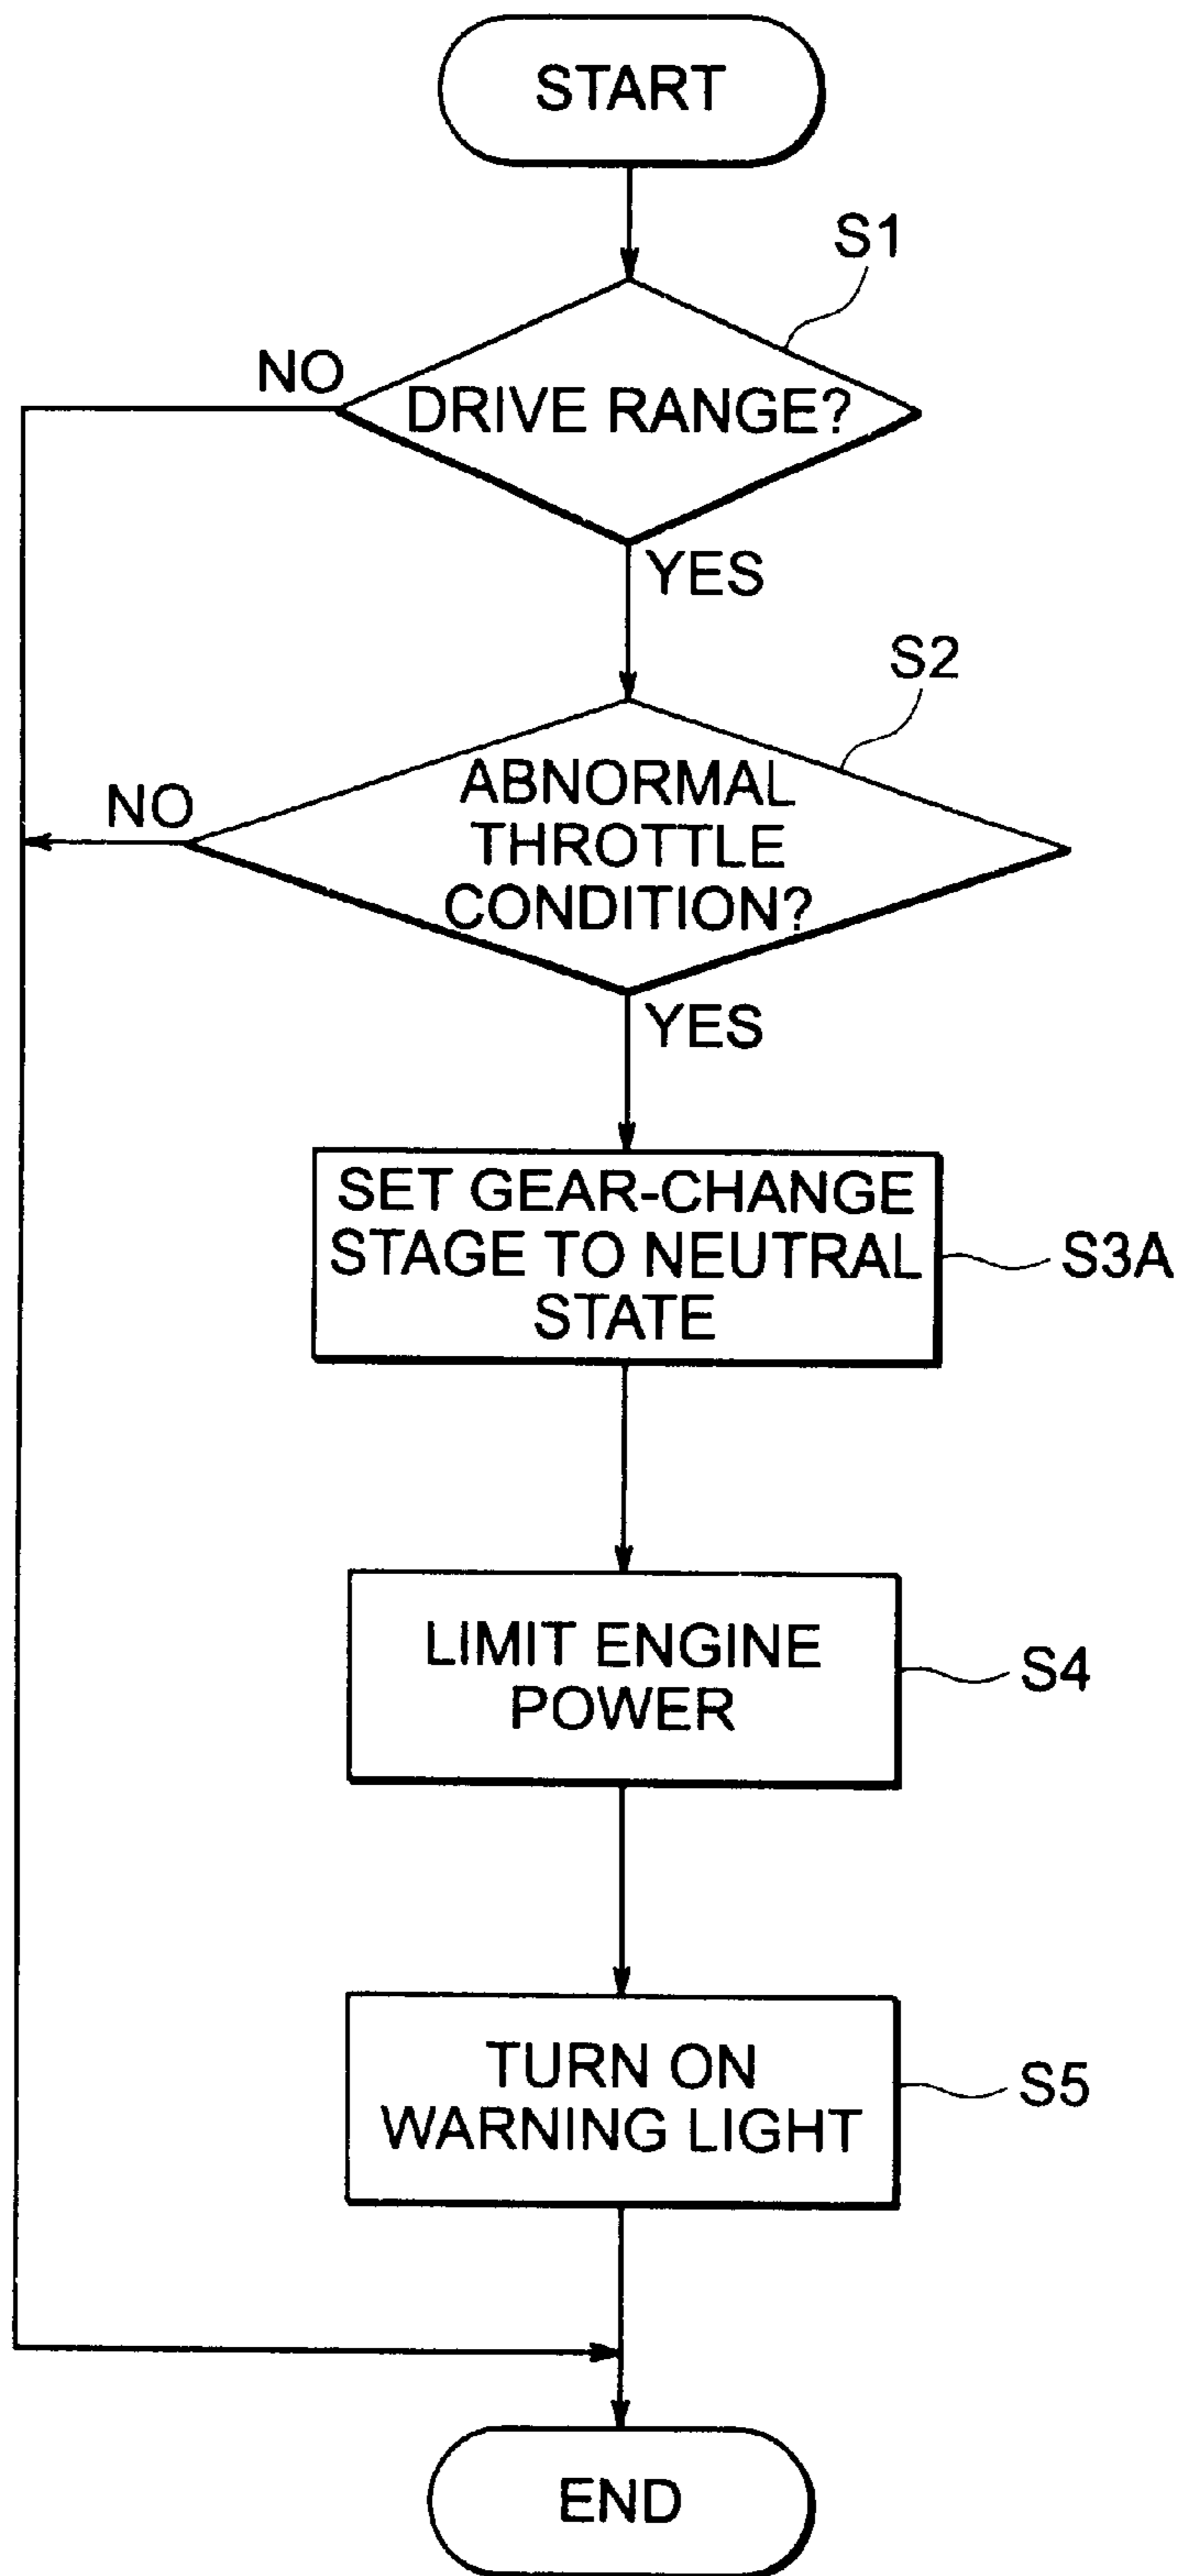 START
S1
NO
DRIVE RANGE?
YES
S2
NO
ABNORMAL
THROTTLE
CONDITION?
YES
SET GEAR-CHANGE
STAGE TO NEUTRAL
STATE
S3A
LIMIT ENGINE
POWER
S4
TURN ON
WARNING LIGHT
S5
END